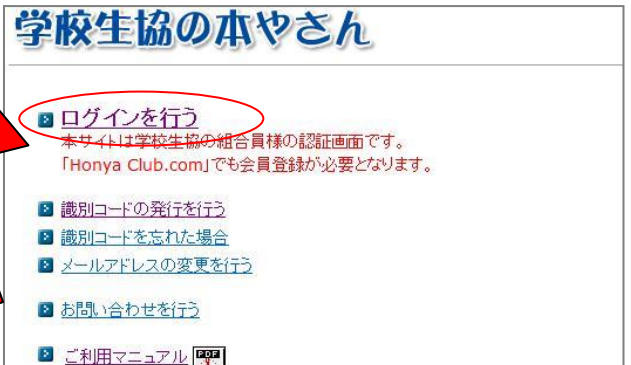 学校生協の本やさん
ログインを行う
本サイトは学校生協の組合員様の認証画面です。
「Honya Club.com」でも会員登録が必要となります。
識別コードの発行を行う
識別コードを忘れた場合
メールアドレスの変更を行う
お問い合わせを行う
ご利用マニュアル PDF